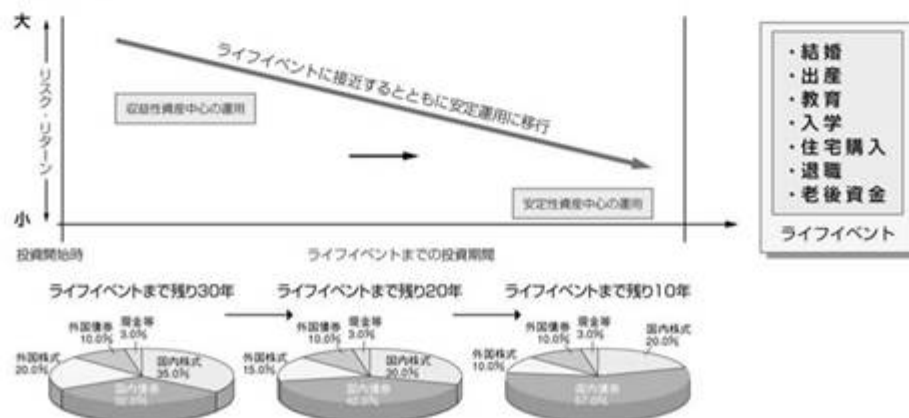 大
リスク・リターン
小
ライフイベントに接近するとともに安定運用に移行
収益性資産中心の運用
安定性資産中心の運用
投資開始時
ライフイベントまでの投資期間
・結婚
・出産
・教育
・入学
・住宅購入
・退職
・老後資金
ライフイベント
ライフイベントまで残り30年
外国債券
10.0%
現金等
3.0%
外国株式
20.0%
国内株式
35.0%
国内債券
32.0%
ライフイベントまで残り20年
外国債券
10.0%
現金等
3.0%
外国株式
15.0%
国内株式
30.0%
国内債券
42.0%
ライフイベントまで残り10年
外国債券
10.0%
現金等
3.0%
外国株式
10.0%
国内株式
20.0%
国内債券
57.0%